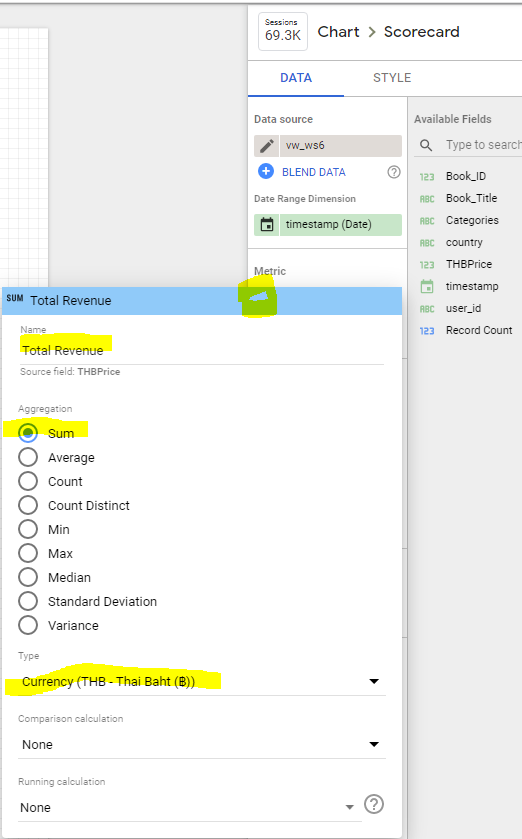 Sessions
69.3K
Chart > Scorecard
DATA STYLE
Data source
vw_ws6
BLEND DATA ?
Date Range Dimension
timestamp (Date)
Metric
Available Fields
Type to search
123 Book_ID
ABC Book_Title
ABC Categories
ABC country
123 THBPrice
timestamp
ABC user_id
123 Record Count
SUM Total Revenue
Name
Total Revenue
Source field: THBPrice
Aggregation
Sum
Average
Count
Count Distinct
Min
Max
Median
Standard Deviation
Variance
Type
Currency (THB - Thai Baht (฿))
Comparison calculation
None
Running calculation
None ?